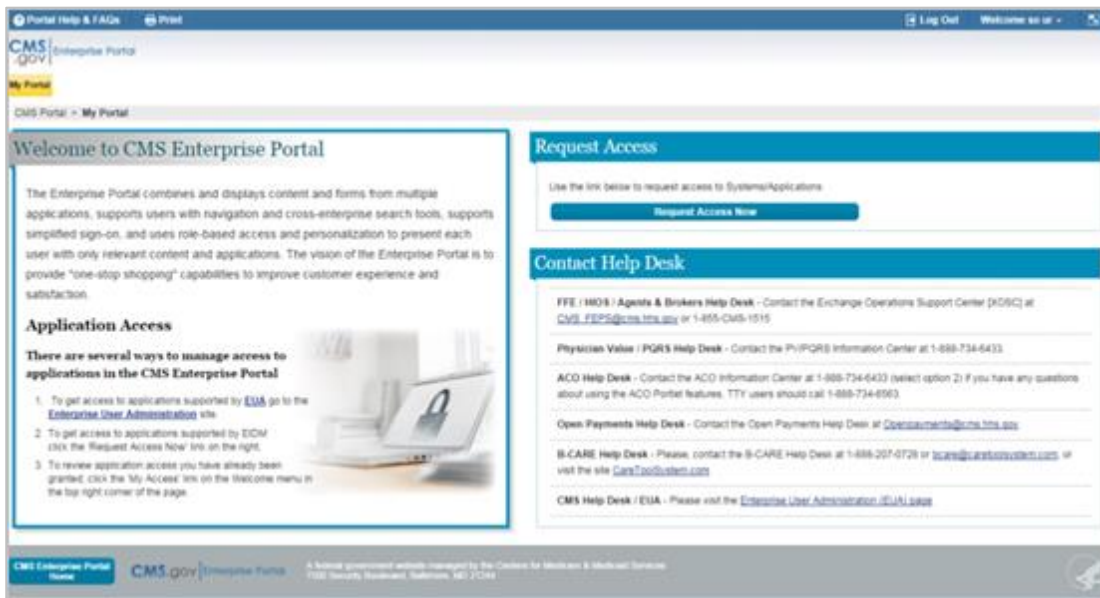 Portal Help & FAQs Print Log Out Welcome so ur
CMS
.gov Enterprise Portal
My Portal
CMS Portal > My Portal
Welcome to CMS Enterprise Portal
The Enterprise Portal combines and displays content and forms from multiple
applications, supports users with navigation and cross-enterprise search tools, supports
simplified sign-on, and uses role-based access and personalization to present each
user with only relevant content and applications. The vision of the Enterprise Portal is to
provide "one-stop shopping" capabilities to improve customer experience and
satisfaction.
Application Access
There are several ways to manage access to
applications in the CMS Enterprise Portal
1. To get access to applications supported by EUA go to the
Enterprise User Administration site.
2. To get access to applications supported by EIDM
click the 'Request Access Now' link on the right.
3. To review application access you have already been
granted, click the 'My Access' link on the Welcome menu in
the top right corner of the page.
Request Access
Use the link below to request access to Systems/Applications
Request Access Now
Contact Help Desk
FFE / HIOS / Agents & Brokers Help Desk - Contact the Exchange Operations Support Center [XOSC] at
CMS_FEPS@cms.hhs.gov or 1-855-CMS-1515
Physician Value / PQRS Help Desk - Contact the PV/PQRS Information Center at 1-888-734-6433.
ACO Help Desk - Contact the ACO Information Center at 1-888-734-6433 (select option 2) if you have any questions
about using the ACO Portlet features. TTY users should call 1-888-734-6563.
Open Payments Help Desk - Contact the Open Payments Help Desk at Openpayments@cms.hhs.gov
B-CARE Help Desk - Please, contact the B-CARE Help Desk at 1-888-207-0728 or bcare@caretoolsystem.com, or
visit the site CareToolSystem.com
CMS Help Desk / EUA - Please visit the Enterprise User Administration (EUA) page
CMS Enterprise Portal
Home
CMS.gov Enterprise Portal
A federal government website managed by the Centers for Medicare & Medicaid Services
7500 Security Boulevard, Baltimore, MD 21244